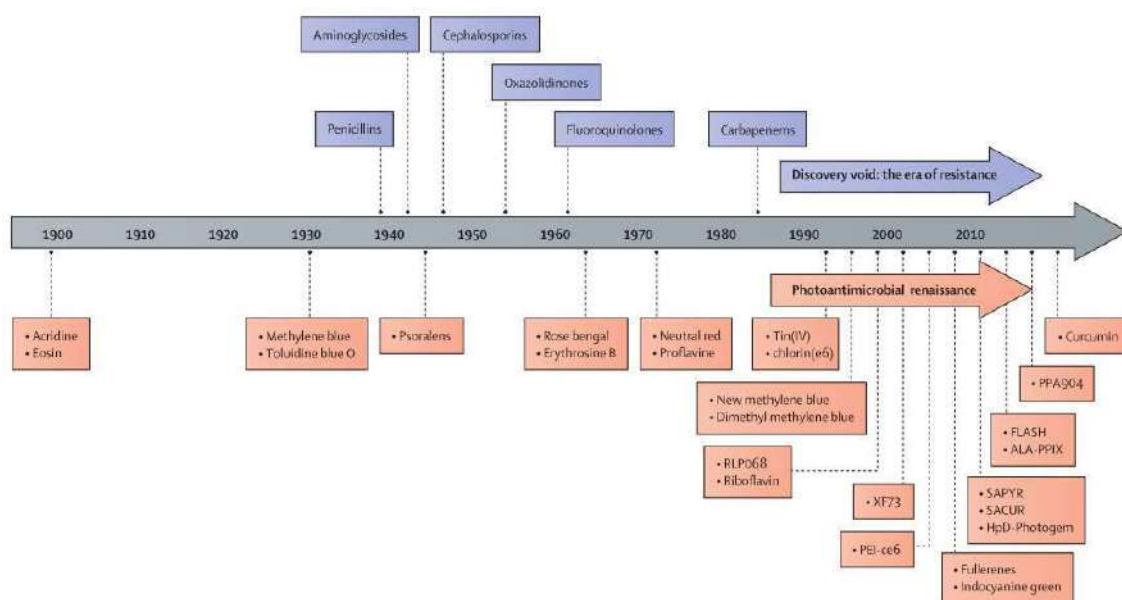 Aminoglycosides
Cephalosporins
Oxazolidinones
Penicillins
Fluoroquinolones
Carbapenems
Discovery void: the era of resistance
1900 1910 1920 1930 1940 1950 1960 1970 1980 1990 2000 2010
Photoantimicrobial renaissance
• Acridine
• Eosin
• Methylene blue
• Toluidine blue O
• Psoralens
• Rose bengal
• Erythrosine B
• Neutral red
• Proflavine
• Tin(IV)
• chlorin(e6)
• Curcumin
• PPA904
• New methylene blue
• Dimethyl methylene blue
• FLASH
• ALA-PPIX
• RLP068
• Riboflavin
• XF73
• SAPYR
• SACUR
• HpD-Photogem
• PEI-ce6
• Fullerenes
• Indocyanine green